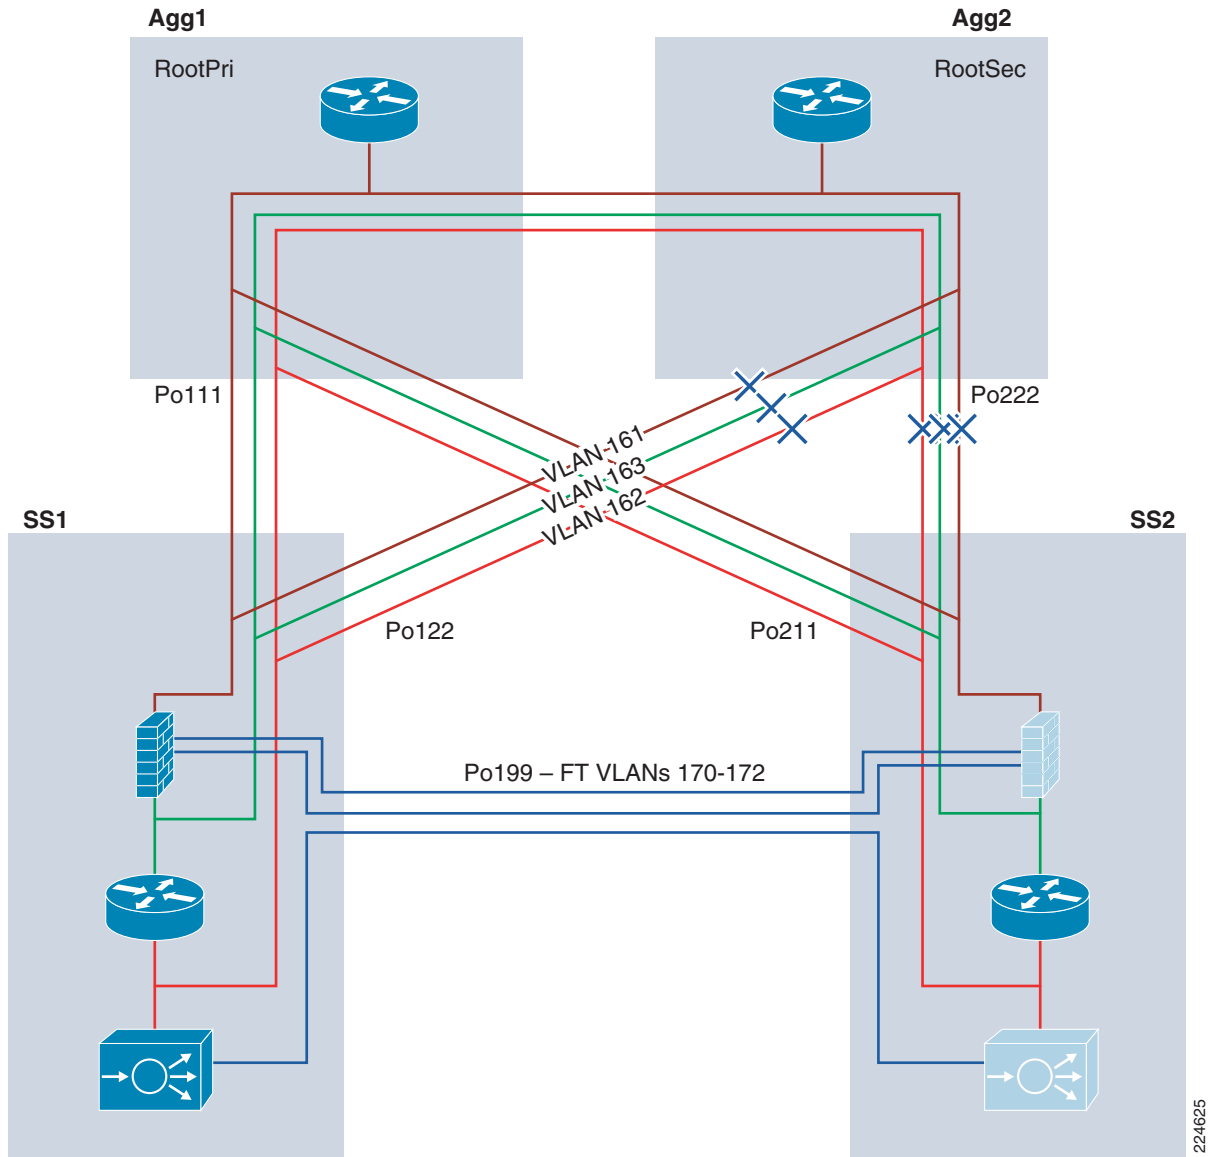 Agg1
Agg2
RootPri
RootSec
Po111
Po222
VLAN 161
VLAN 163
VLAN 162
SS1
SS2
Po122
Po211
Po199 – FT VLANs 170-172
224625